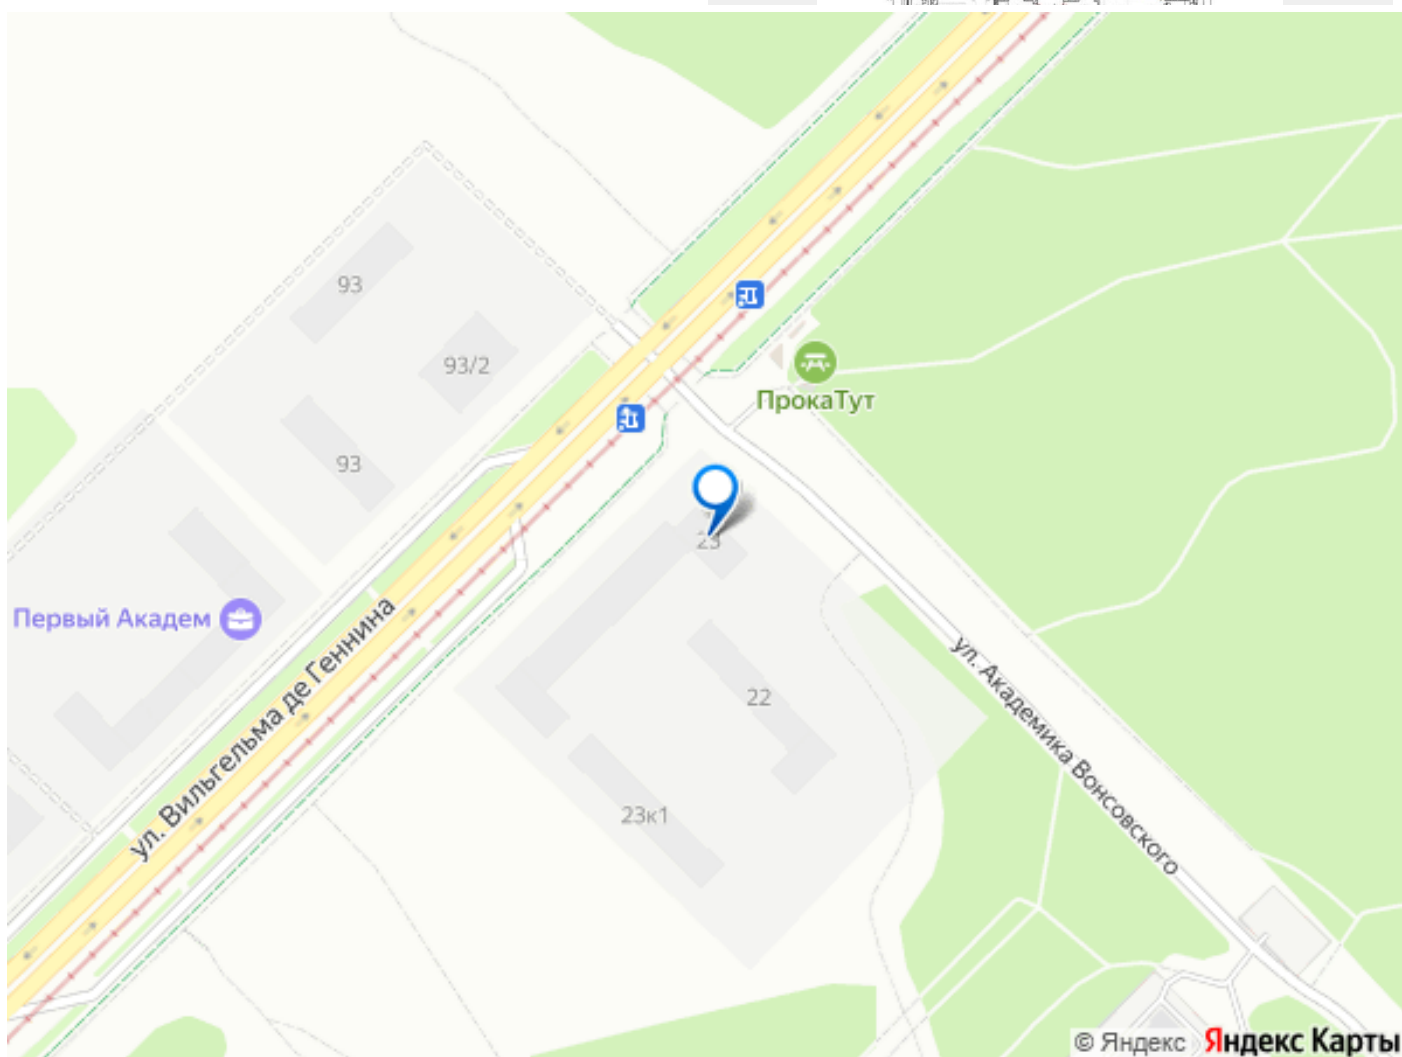 93
93/2
ПрокаТут
93
23
Первый Академ
ул. Вильгельма де Геннина
22
ул. Академика Вонсовского
23к1
© Яндекс Яндекс Карты